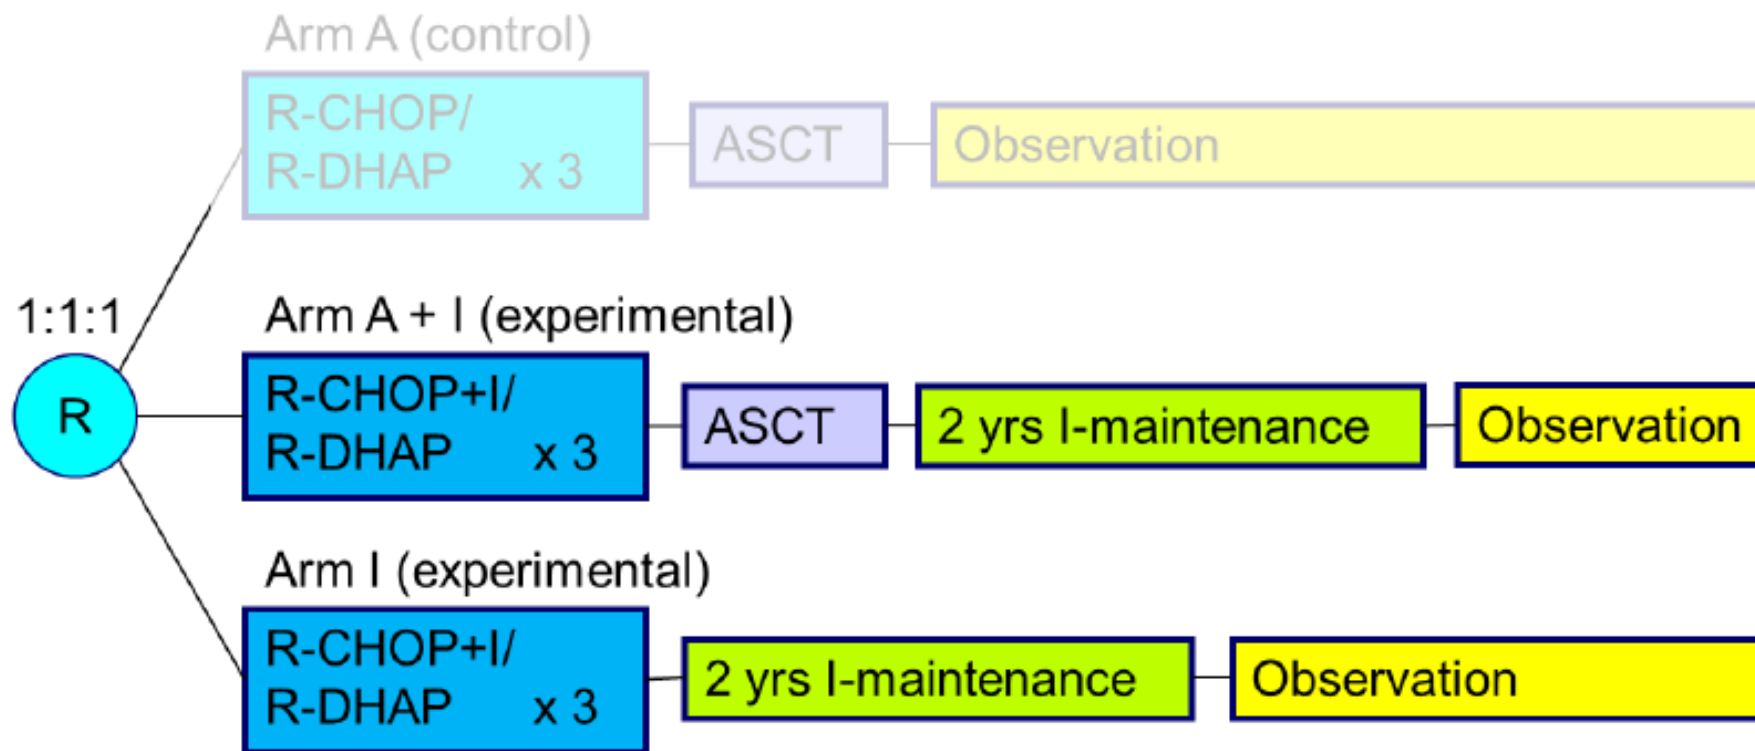 Arm A (control)
R-CHOP/
R-DHAP x 3
ASCT
Observation
1:1:1
R
Arm A + I (experimental)
R-CHOP+I/
R-DHAP x 3
ASCT
2 yrs I-maintenance
Observation
Arm I (experimental)
R-CHOP+I/
R-DHAP x 3
2 yrs I-maintenance
Observation